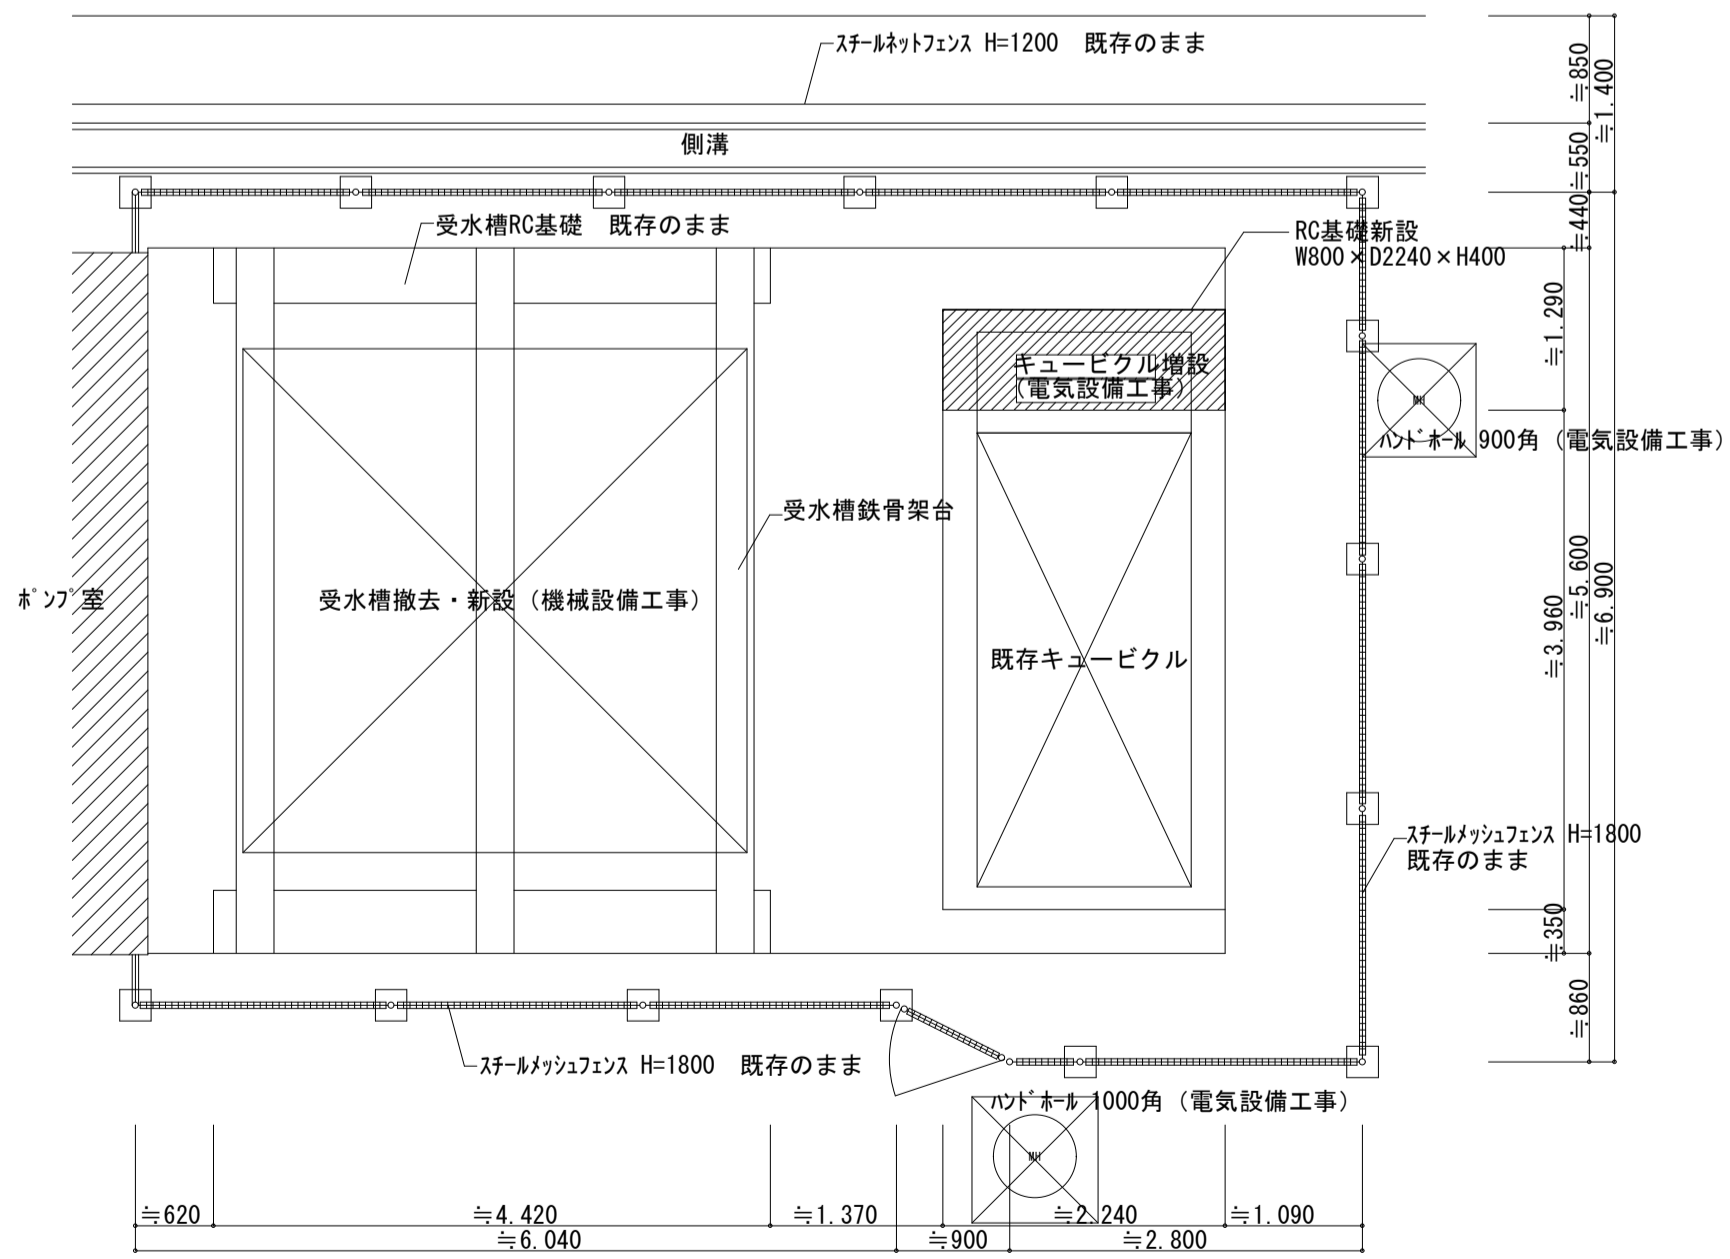 スチールネットフェンス H=1200　既存のまま
側溝
受水槽RC基礎　既存のまま
RC基礎新設
W800×D2240×H400
キュービクル増設
(電気設備工事)
MH
ハンドホール 900角（電気設備工事）
受水槽鉄骨架台
ポンプ室
受水槽撤去・新設（機械設備工事）
既存キュービクル
スチールメッシュフェンス H=1800
既存のまま
スチールメッシュフェンス H=1800　既存のまま
ハンドホール 1000角（電気設備工事）
MH
≒850
≒1.400
≒550
≒440
≒1.290
≒5.600
≒6.900
≒3.960
≒350
≒860
≒620
≒4.420
≒1.370
≒2.240
≒1.090
≒6.040
≒900
≒2.800